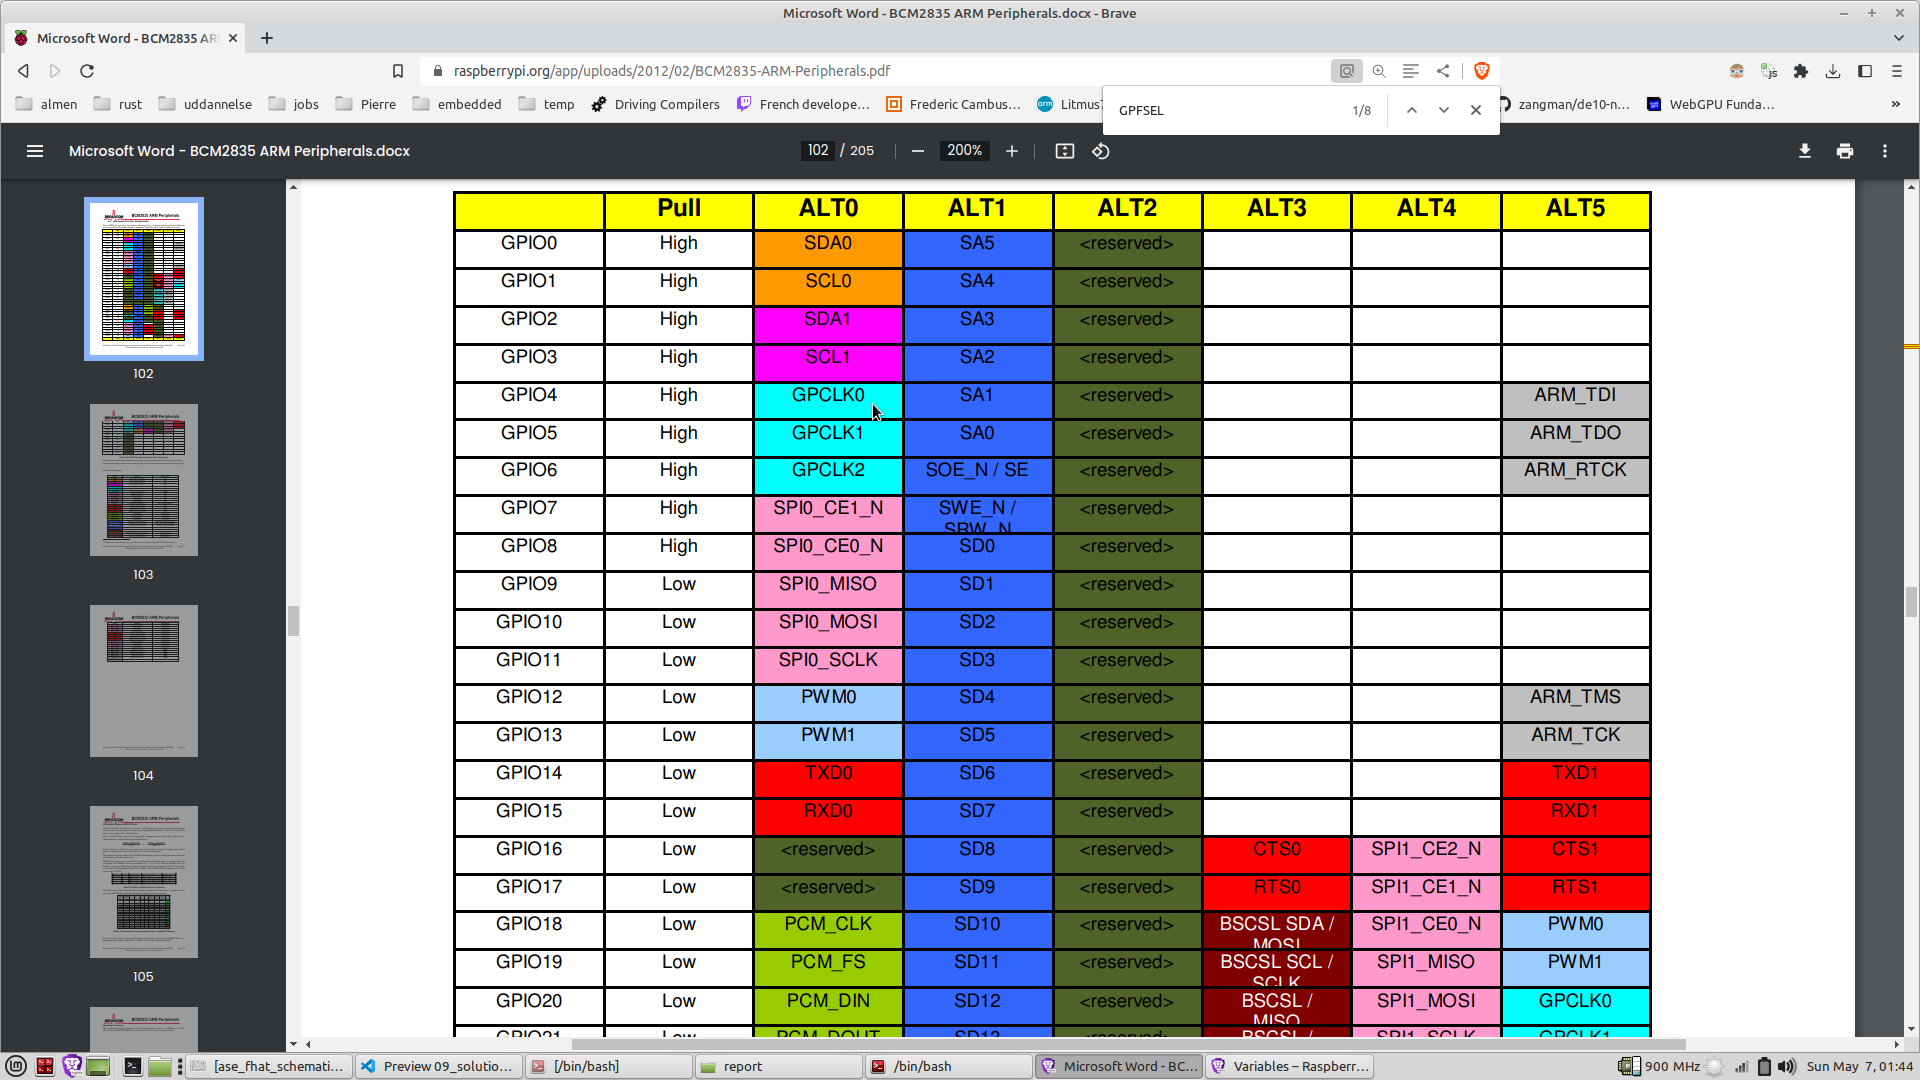 Microsoft Word - BCM2835 ARM Peripherals.docx - Brave
Microsoft Word - BCM2835 AR
raspberrypi.org/app/uploads/2012/02/BCM2835-ARM-Peripherals.pdf
almen rust uddannelse jobs Pierre embedded temp Driving Compilers French develope... Frederic Cambus... Litmus zangman/de10-n... WebGPU Funda... »
GPFSEL 1/8
Microsoft Word - BCM2835 ARM Peripherals.docx 102 / 205 200%
102
103
104
105
Pull ALT0 ALT1 ALT2 ALT3 ALT4 ALT5
GPIO0 High SDA0 SA5 <reserved>
GPIO1 High SCL0 SA4 <reserved>
GPIO2 High SDA1 SA3 <reserved>
GPIO3 High SCL1 SA2 <reserved>
GPIO4 High GPCLK0 SA1 <reserved> ARM_TDI
GPIO5 High GPCLK1 SA0 <reserved> ARM_TDO
GPIO6 High GPCLK2 SOE_N / SE <reserved> ARM_RTCK
GPIO7 High SPI0_CE1_N SWE_N / SRW_N <reserved>
GPIO8 High SPI0_CE0_N SD0 <reserved>
GPIO9 Low SPI0_MISO SD1 <reserved>
GPIO10 Low SPI0_MOSI SD2 <reserved>
GPIO11 Low SPI0_SCLK SD3 <reserved>
GPIO12 Low PWM0 SD4 <reserved> ARM_TMS
GPIO13 Low PWM1 SD5 <reserved> ARM_TCK
GPIO14 Low TXD0 SD6 <reserved> TXD1
GPIO15 Low RXD0 SD7 <reserved> RXD1
GPIO16 Low <reserved> SD8 <reserved> CTS0 SPI1_CE2_N CTS1
GPIO17 Low <reserved> SD9 <reserved> RTS0 SPI1_CE1_N RTS1
GPIO18 Low PCM_CLK SD10 <reserved> BSCSL SDA / MOSI SPI1_CE0_N PWM0
GPIO19 Low PCM_FS SD11 <reserved> BSCSL SCL / SCLK SPI1_MISO PWM1
GPIO20 Low PCM_DIN SD12 <reserved> BSCSL / MISO SPI1_MOSI GPCLK0
GPIO21 Low PCM_DOUT SD13 <reserved> BSCSL / SPI1_SCLK GPCLK1
[ase_fhat_schemati... Preview 09_solutio... [/bin/bash] report /bin/bash Microsoft Word - BC... Variables – Raspberr... 900 MHz Sun May 7, 01:44